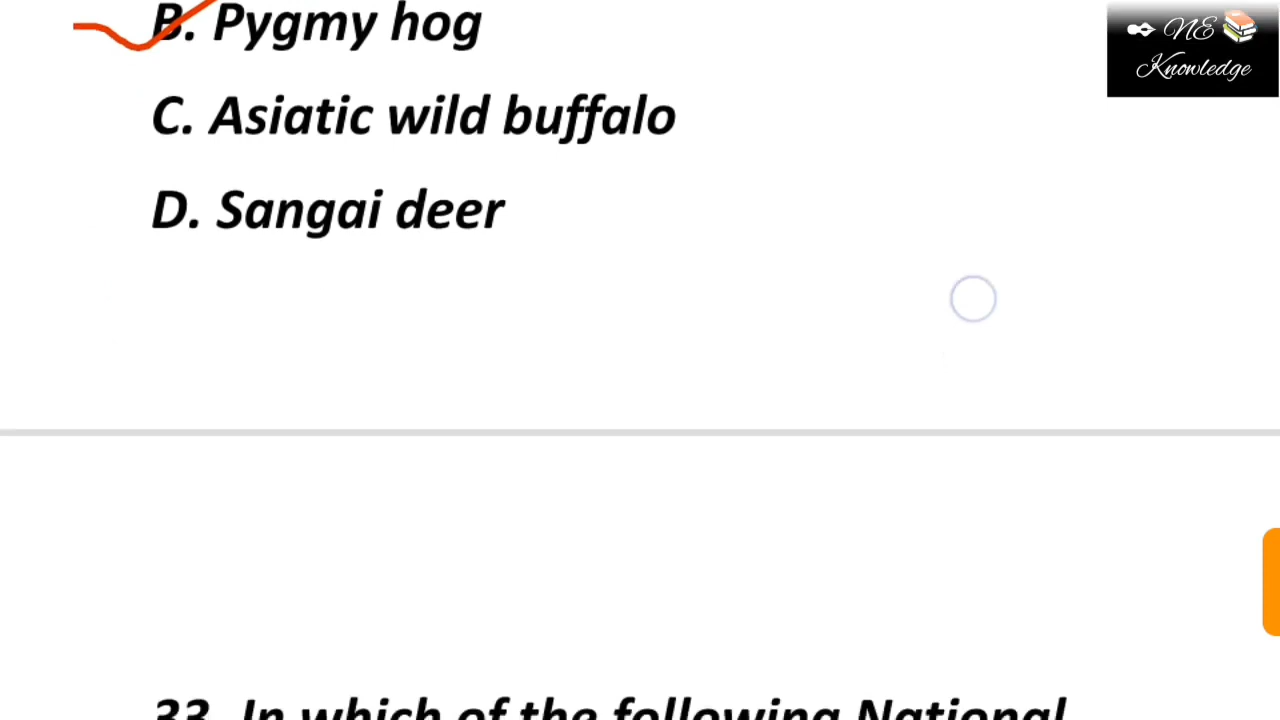 B. Pygmy hog
NE
Knowledge
C. Asiatic wild buffalo
D. Sangai deer
33. In which of the following National